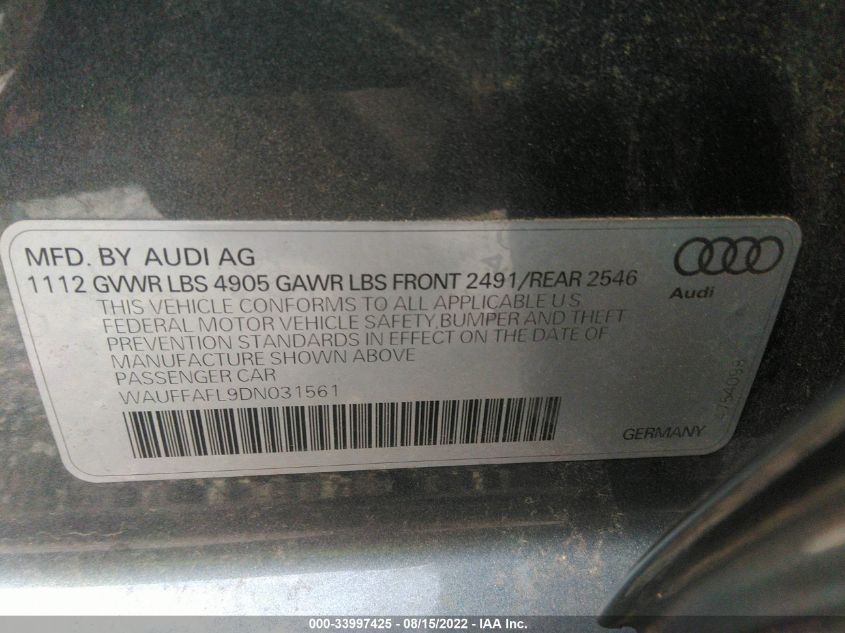 MFD. BY AUDI AG
1112 GVWR LBS 4905 GAWR LBS FRONT 2491/REAR 2546
THIS VEHICLE CONFORMS TO ALL APPLICABLE U.S.
FEDERAL MOTOR VEHICLE SAFETY,BUMPER AND THEFT
PREVENTION STANDARDS IN EFFECT ON THE DATE OF
MANUFACTURE SHOWN ABOVE
PASSENGER CAR
WAUFFAFL9DN031561
Audi
GERMANY
000-33997425 - 08/15/2022 - IAA Inc.